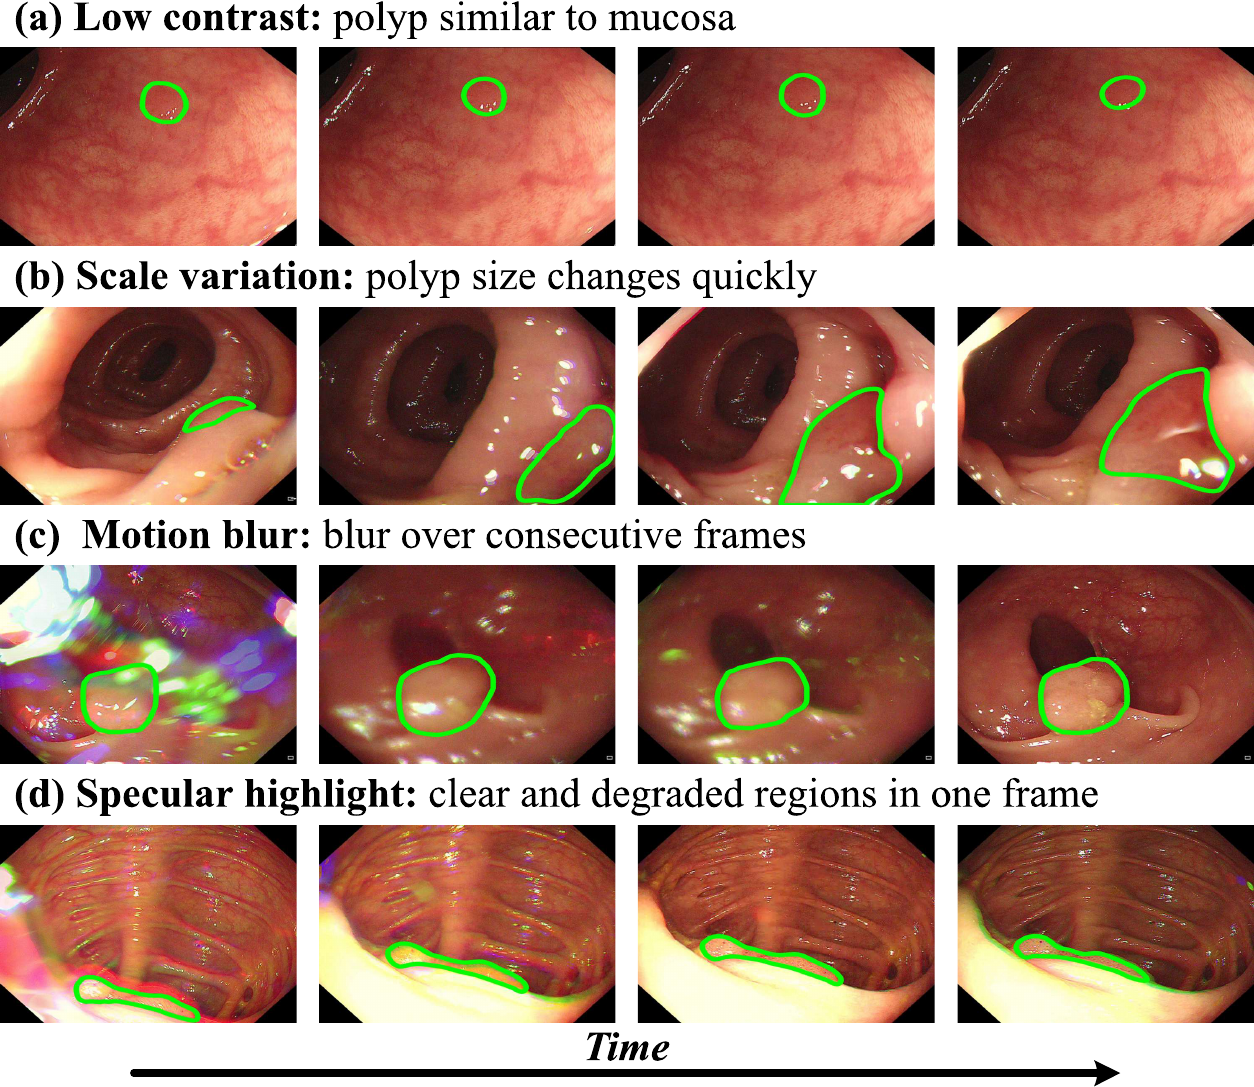 (a) Low contrast: polyp similar to mucosa
(b) Scale variation: polyp size changes quickly
(c) Motion blur: blur over consecutive frames
(d) Specular highlight: clear and degraded regions in one frame
Time